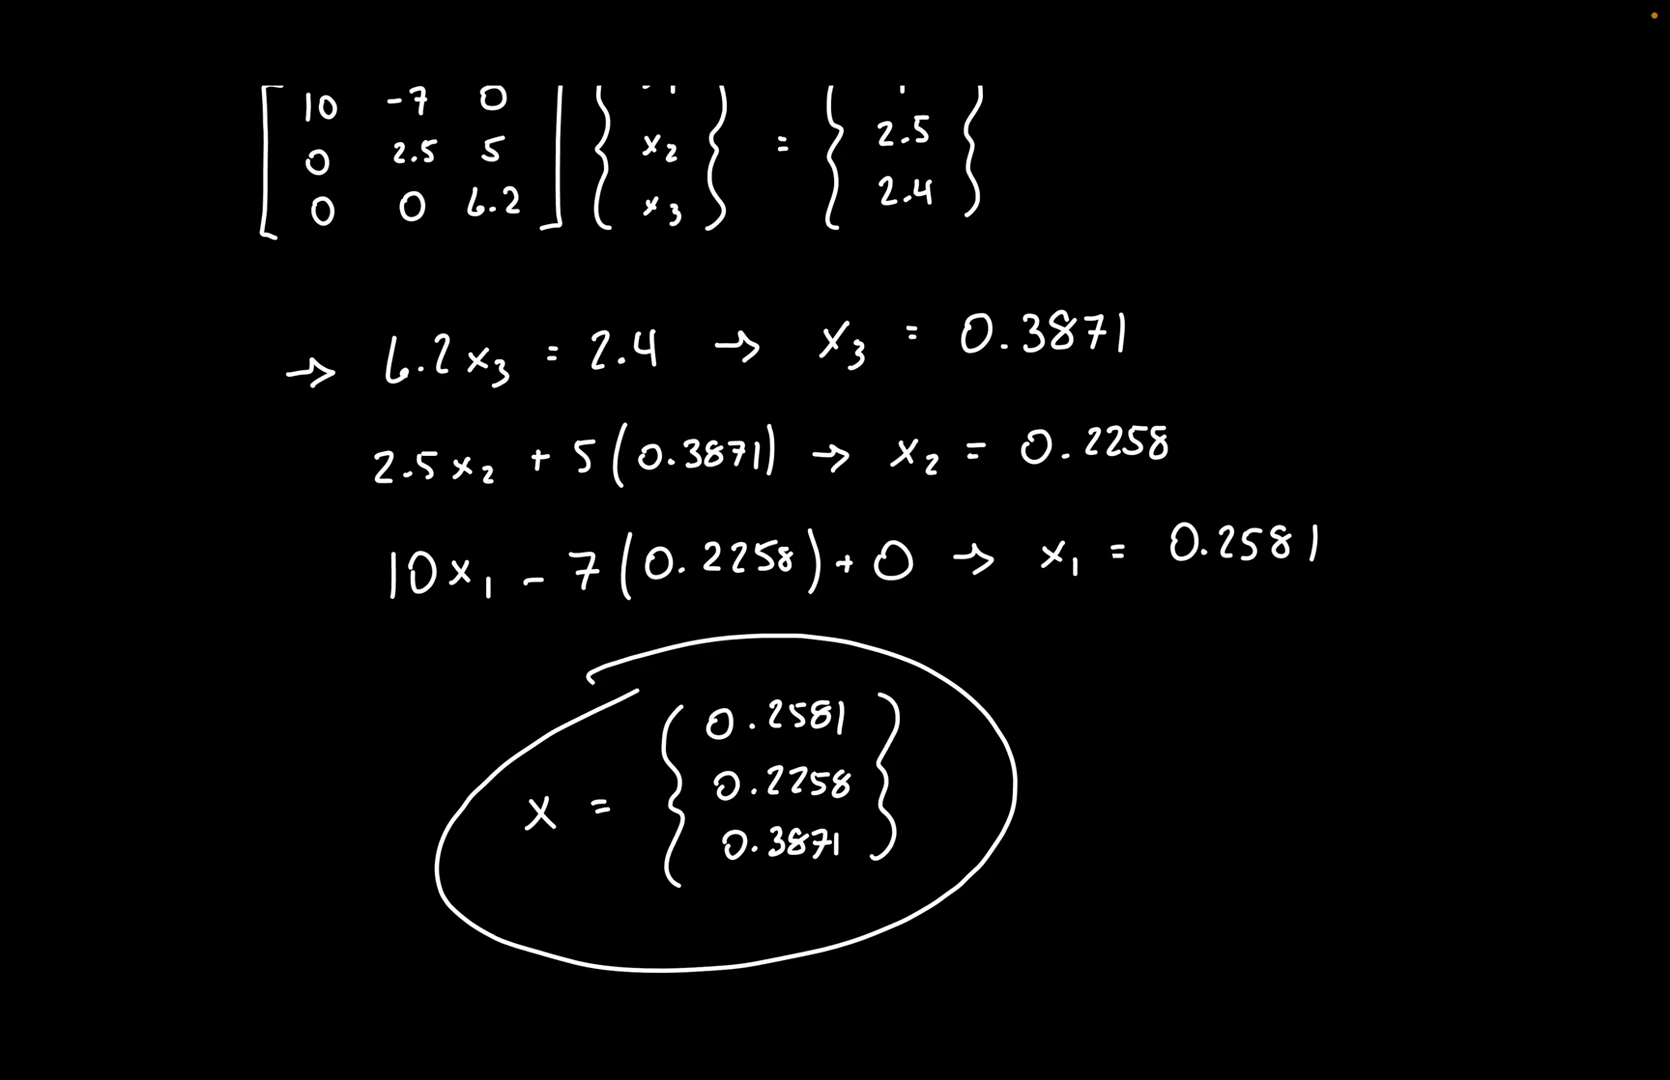 10 -7 0
0 2.5 5 x2 = 2.5
0 0 6.2 x3 2.4
→ 6.2x3 = 2.4 → x3 = 0.3871
2.5x2 + 5(0.3871) → x2 = 0.2258
10x1 - 7(0.2258) + 0 → x1 = 0.2581
0.2581
x = 0.2258
0.3871